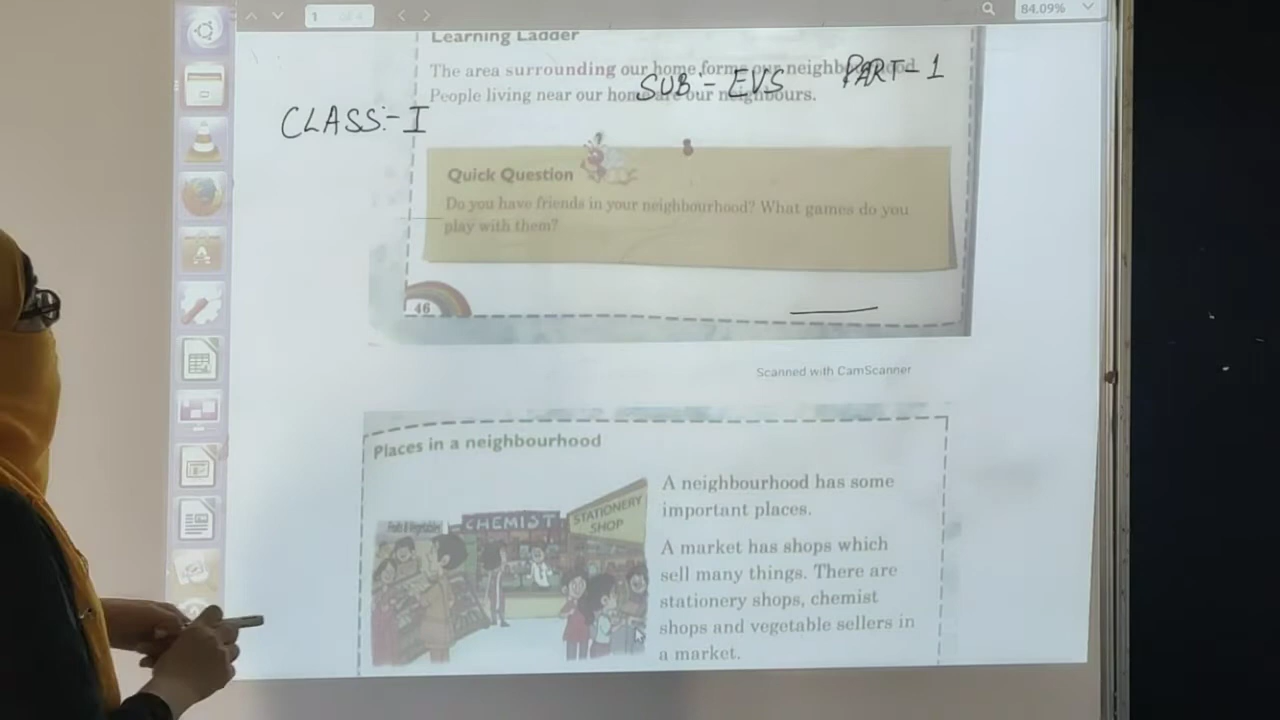 1 of 4
84.09%
Learning Ladder
The area surrounding our home forms our neighbourhood.
SUB:- EVS
PART-1
People living near our home are our neighbours.
CLASS:- I
Quick Question
Do you have friends in your neighbourhood? What games do you
play with them?
46
Scanned with CamScanner
Places in a neighbourhood
CHEMIST
STATIONERY
SHOP
A neighbourhood has some
important places.
A market has shops which
sell many things. There are
stationery shops, chemist
shops and vegetable sellers in
a market.